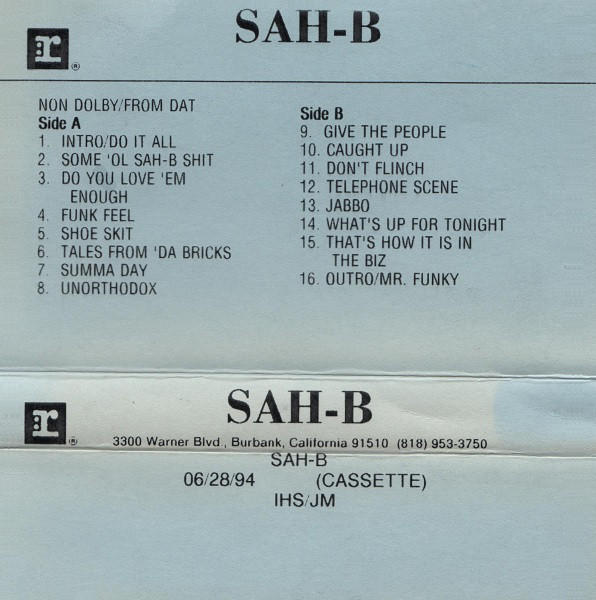 SAH-B
r ®
NON DOLBY/FROM DAT
Side A
1. INTRO/DO IT ALL
2. SOME 'OL SAH-B SHIT
3. DO YOU LOVE 'EM
ENOUGH
4. FUNK FEEL
5. SHOE SKIT
6. TALES FROM 'DA BRICKS
7. SUMMA DAY
8. UNORTHODOX
Side B
9. GIVE THE PEOPLE
10. CAUGHT UP
11. DON'T FLINCH
12. TELEPHONE SCENE
13. JABBO
14. WHAT'S UP FOR TONIGHT
15. THAT'S HOW IT IS IN
THE BIZ
16. OUTRO/MR. FUNKY
SAH-B
r ®
3300 Warner Blvd., Burbank, California 91510 (818) 953-3750
SAH-B
06/28/94 (CASSETTE)
IHS/JM